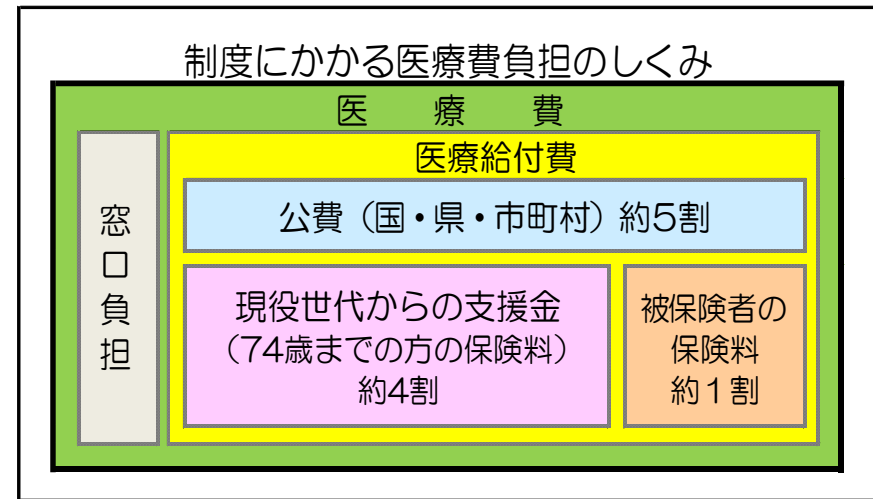 制度にかかる医療費負担のしくみ
医療費
窓口負担
医療給付費
公費（国・県・市町村）約5割
現役世代からの支援金
（74歳までの方の保険料）
約4割
被保険者の
保険料
約１割